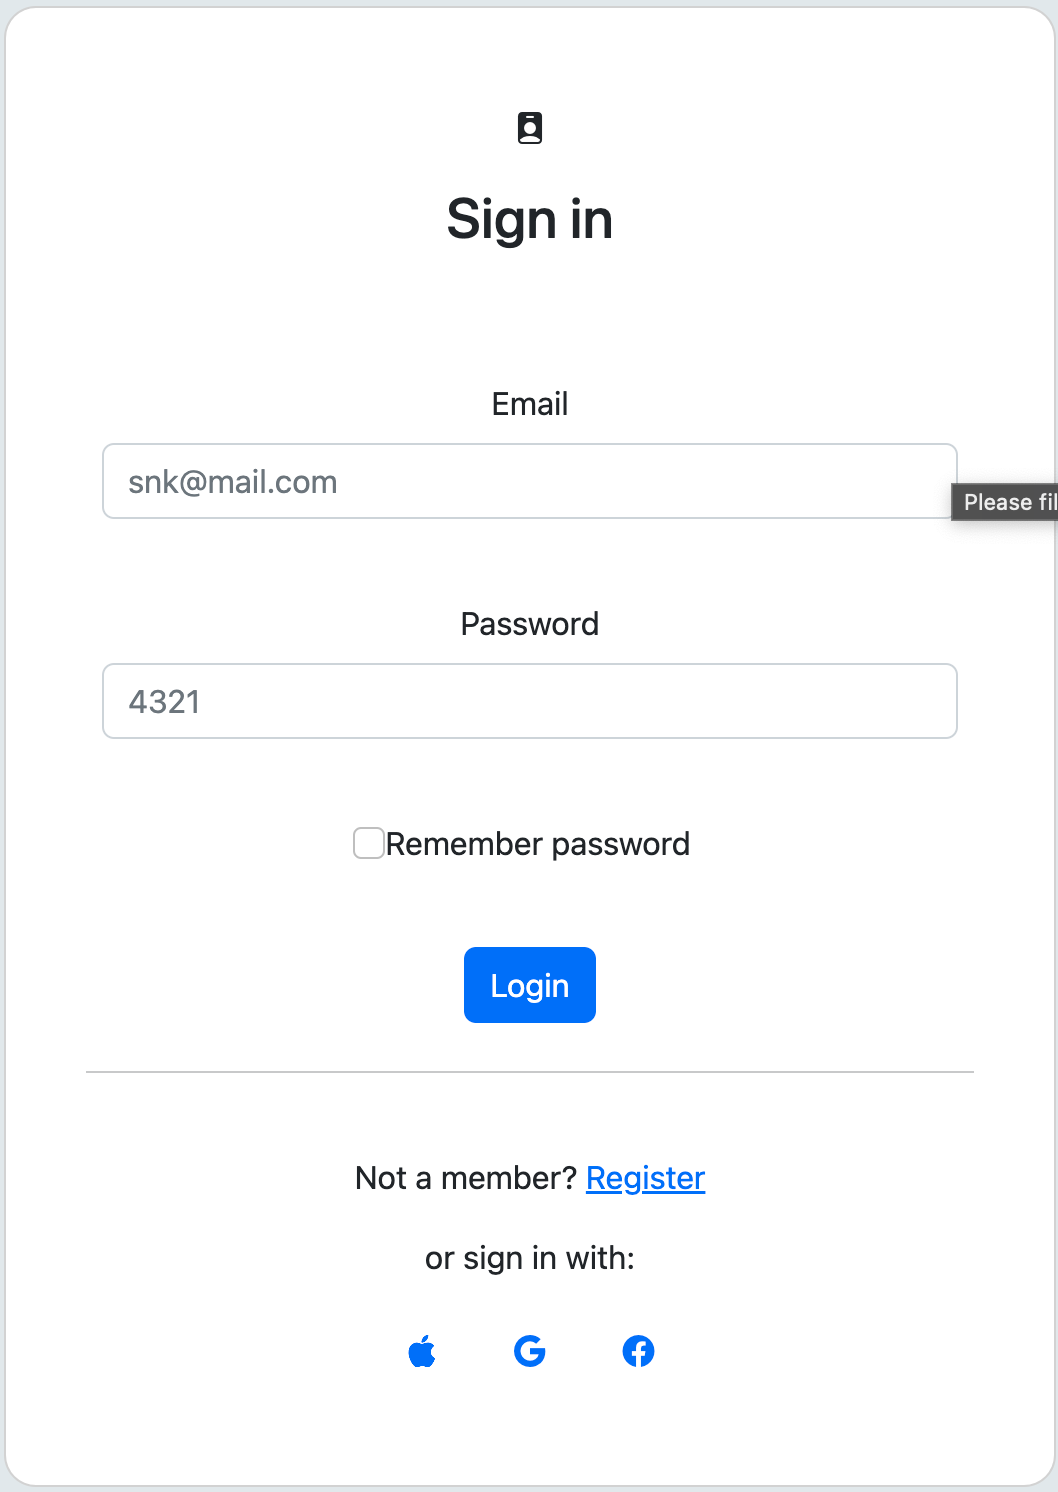 Sign in
Email
snk@mail.com
Please fil
Password
4321
Remember password
Login
Not a member? Register
or sign in with: